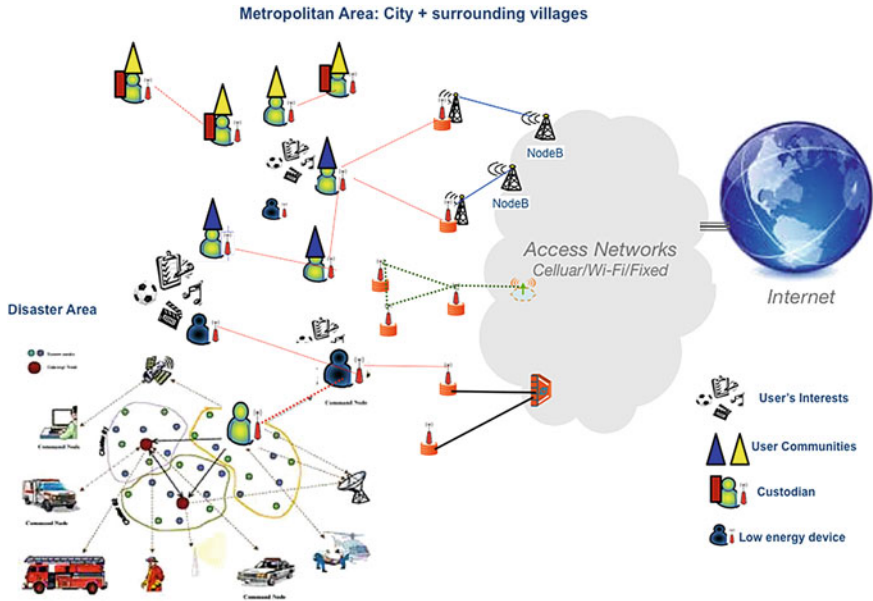 Metropolitan Area: City + surrounding villages
NodeB
NodeB
Access Networks
Celluar/Wi-Fi/Fixed
Internet
Disaster Area
Command Node
Command Node
Command Node
Command Node
User's Interests
User Communities
Custodian
Low energy device